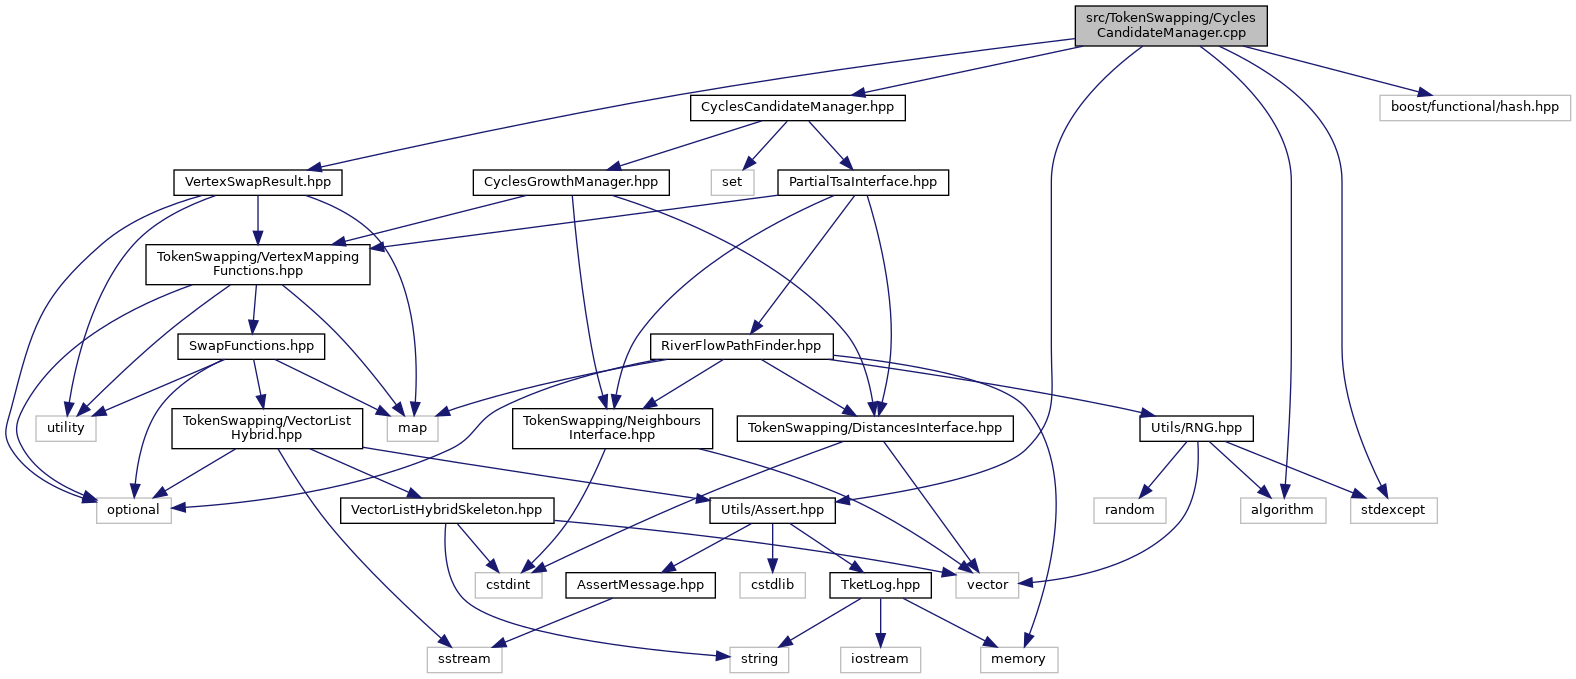 src/TokenSwapping/Cycles
CandidateManager.cpp
CyclesCandidateManager.hpp
boost/functional/hash.hpp
VertexSwapResult.hpp
CyclesGrowthManager.hpp
set
PartialTsaInterface.hpp
TokenSwapping/VertexMapping
Functions.hpp
SwapFunctions.hpp
RiverFlowPathFinder.hpp
utility
TokenSwapping/VectorList
Hybrid.hpp
map
TokenSwapping/Neighbours
Interface.hpp
TokenSwapping/DistancesInterface.hpp
Utils/RNG.hpp
optional
VectorListHybridSkeleton.hpp
Utils/Assert.hpp
random
algorithm
stdexcept
cstdint
AssertMessage.hpp
cstdlib
TketLog.hpp
vector
sstream
string
iostream
memory